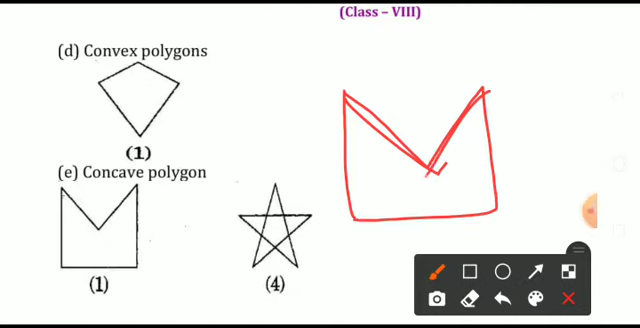 (Class – VIII)
(d) Convex polygons
(1)
(e) Concave polygon
(1)
(4)